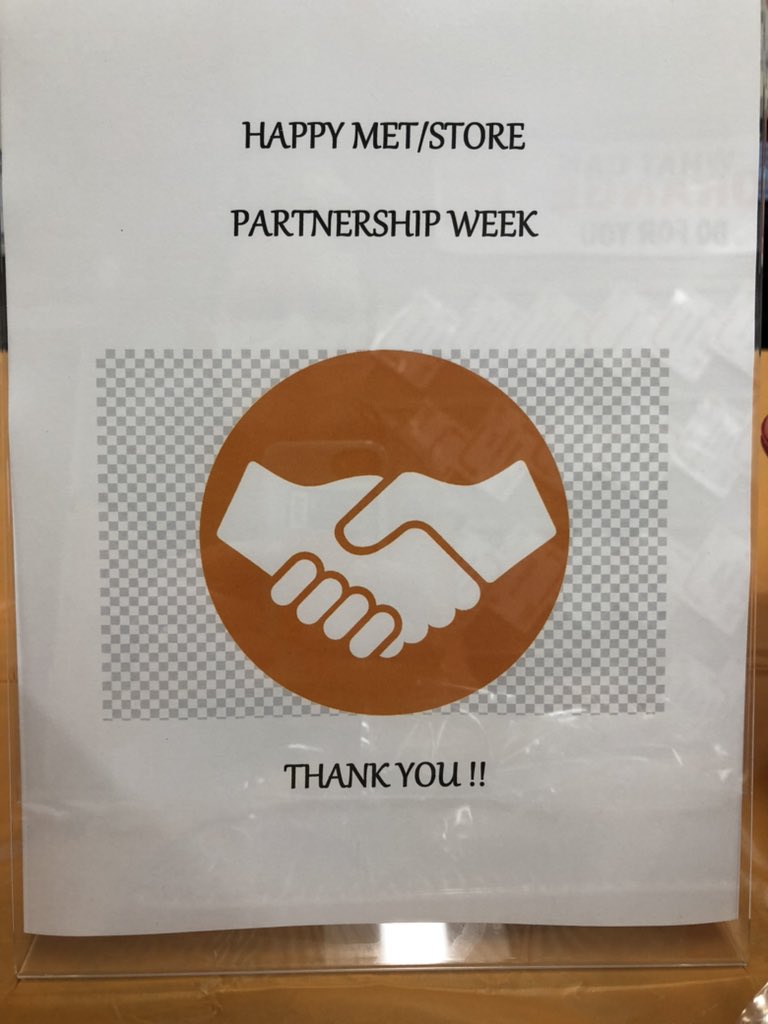 HAPPY MET/STORE
PARTNERSHIP WEEK
THANK YOU !!